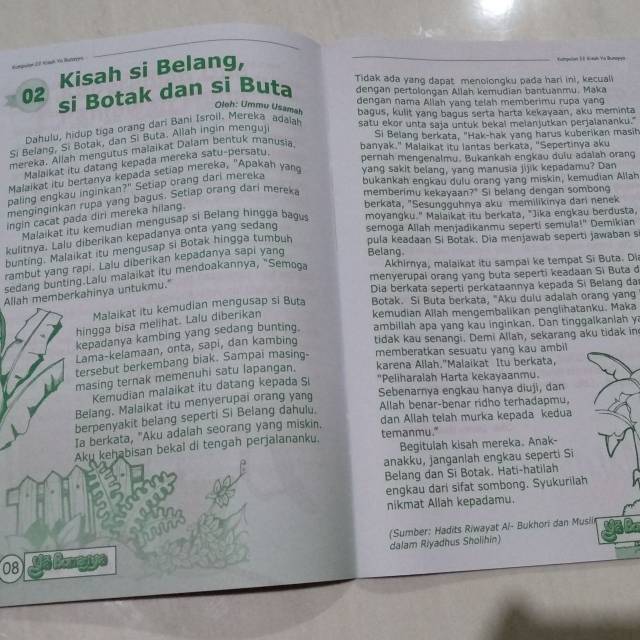 Kumpulan 22 Kisah Ya Bunayya
02
Kisah si Belang,
si Botak dan si Buta
Oleh: Ummu Usamah
Dahulu, hidup tiga orang dari Bani Isroil. Mereka adalah
Si Belang, Si Botak, dan Si Buta. Allah ingin menguji
mereka. Allah mengutus malaikat Dalam bentuk manusia.
Malaikat itu datang kepada mereka satu-persatu.
Malaikat itu bertanya kepada setiap mereka, "Apakah yang
paling engkau inginkan?" Setiap orang dari mereka
menginginkan rupa yang bagus. Setiap orang dari mereka
ingin cacat pada diri mereka hilang.
Malaikat itu kemudian mengusap si Belang hingga bagus
kulitnya. Lalu diberikan kepadanya onta yang sedang
bunting. Malaikat itu mengusap si Botak hingga tumbuh
rambut yang rapi. Lalu diberikan kepadanya sapi yang
sedang bunting.Lalu malaikat itu mendoakannya, "Semoga
Allah memberkahinya untukmu."
Malaikat itu kemudian mengusap si Buta
hingga bisa melihat. Lalu diberikan
kepadanya kambing yang sedang bunting.
Lama-kelamaan, onta, sapi, dan kambing
tersebut berkembang biak. Sampai masing-
masing ternak memenuhi satu lapangan.
Kemudian malaikat itu datang kepada Si
Belang. Malaikat itu menyerupai orang yang
berpenyakit belang seperti Si Belang dahulu.
Ia berkata, "Aku adalah seorang yang miskin.
Aku kehabisan bekal di tengah perjalananku.
08
Ya Bunayya
Kumpulan 22 Kisah Ya Bunayya
Tidak ada yang dapat menolongku pada hari ini, kecuali
dengan pertolongan Allah kemudian bantuanmu. Maka
dengan nama Allah yang telah memberimu rupa yang
bagus, kulit yang bagus serta harta kekayaan, aku meminta
satu ekor unta saja untuk bekal melanjutkan perjalananku."
Si Belang berkata, "Hak-hak yang harus kuberikan masih
banyak." Malaikat itu lantas berkata, "Sepertinya aku
pernah mengenalmu. Bukankah engkau dulu adalah orang
yang sakit belang, yang manusia jijik kepadamu? Dan
bukankah engkau dulu orang yang miskin, kemudian Allah
memberimu kekayaan?" Si belang dengan sombong
berkata, "Sesungguhnya aku memilikinya dari nenek
moyangku." Malaikat itu berkata, "Jika engkau berdusta,
semoga Allah menjadikanmu seperti semula!" Demikian
pula keadaan Si Botak. Dia menjawab seperti jawaban si
Belang.
Akhirnya, malaikat itu sampai ke tempat Si Buta. Dia
menyerupai orang yang buta seperti keadaan Si Buta d
Dia berkata seperti perkataannya kepada Si Belang dan
Botak. Si Buta berkata, "Aku dulu adalah orang yang
kemudian Allah mengembalikan penglihatanku. Maka
ambillah apa yang kau inginkan. Dan tinggalkanlah ya
tidak kau senangi. Demi Allah, sekarang aku tidak in
memberatkan sesuatu yang kau ambil
karena Allah."Malaikat Itu berkata,
"Peliharalah Harta kekayaanmu.
Sebenarnya engkau hanya diuji, dan
Allah benar-benar ridho terhadapmu,
dan Allah telah murka kepada kedua
temanmu."
Begitulah kisah mereka. Anak-
anakku, janganlah engkau seperti Si
Belang dan Si Botak. Hati-hatilah
engkau dari sifat sombong. Syukurilah
nikmat Allah kepadamu.
(Sumber: Hadits Riwayat Al- Bukhori dan Musli
dalam Riyadhus Sholihin)
Ya Bu